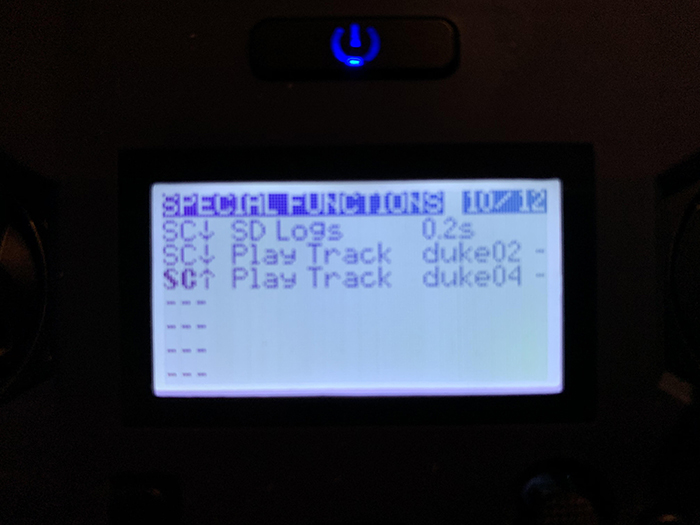 SPECIAL FUNCTIONS 10/12
SC↓ SD Logs 0.2s
SC↓ Play Track duke02 -
SC↑ Play Track duke04 -
---
---
---
---